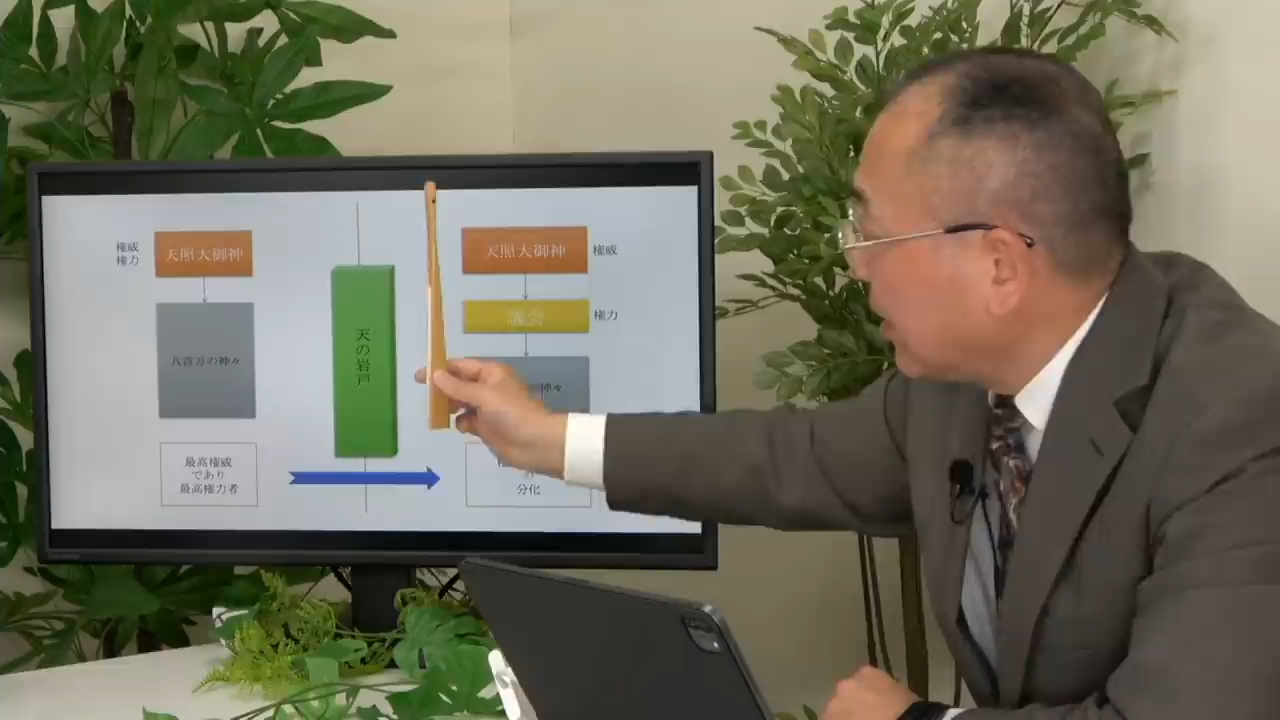 権威
権力
天照大御神
八百万の神々
最高権威
であり
最高権力者
天の岩戸
天照大御神
権威
議会
権力
神々
分化